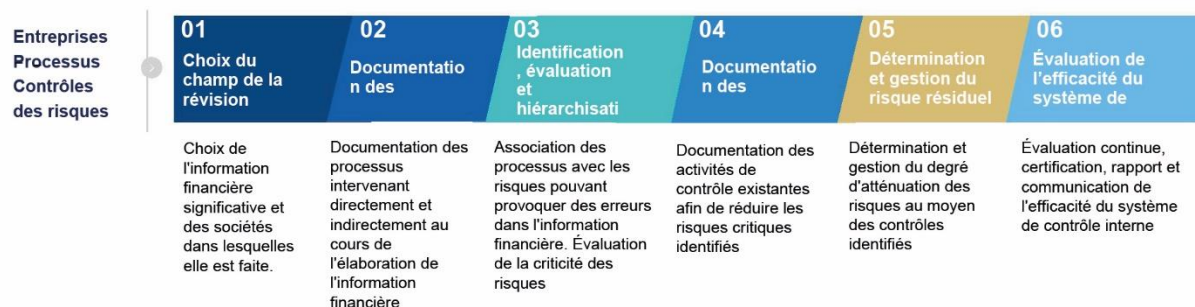 Entreprises
Processus
Contrôles
des risques
01
Choix du
champ de la
révision
02
Documentatio
n des
03
Identification
, évaluation
et
hiérarchisati
04
Documentatio
n des
05
Détermination
et gestion du
risque résiduel
06
Évaluation de
l'efficacité du
système de
Choix de
l'information
financière
significative et
des sociétés
dans lesquelles
elle est faite.
Documentation des
processus
intervenant
directement et
indirectement au
cours de
l'élaboration de
l'information
financière
Association des
processus avec les
risques pouvant
provoquer des erreurs
dans l'information
financière. Évaluation
de la criticité des
risques
Documentation des
activités de
contrôle existantes
afin de réduire les
risques critiques
identifiés
Détermination et
gestion du degré
d'atténuation des
risques au moyen
des contrôles
identifiés
Évaluation continue,
certification, rapport et
communication de
l'efficacité du système
de contrôle interne